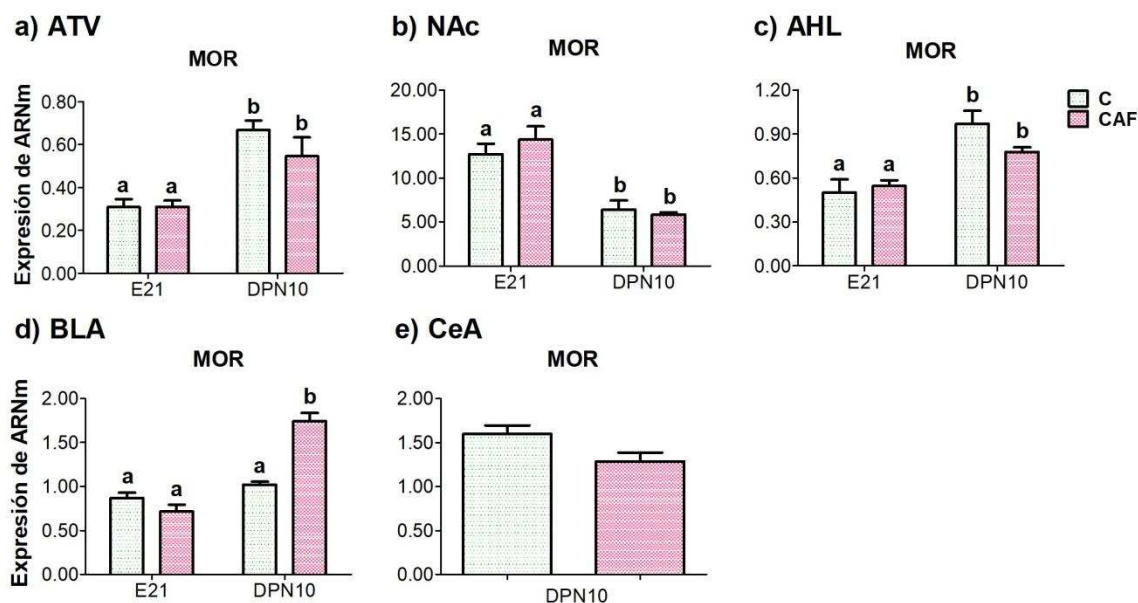 a) ATV
MOR
Expresión de ARNm
0.80
0.60
0.40
0.20
0.00
a a b b
E21 DPN10
b) NAc
MOR
20.00
15.00
10.00
5.00
0.00
a a b b
E21 DPN10
c) AHL
MOR
1.20
0.90
0.60
0.30
0.00
a a b b
E21 DPN10
C
CAF
d) BLA
MOR
Expresión de ARNm
2.00
1.50
1.00
0.50
0.00
a a a b
E21 DPN10
e) CeA
MOR
2.00
1.50
1.00
0.50
0.00
DPN10